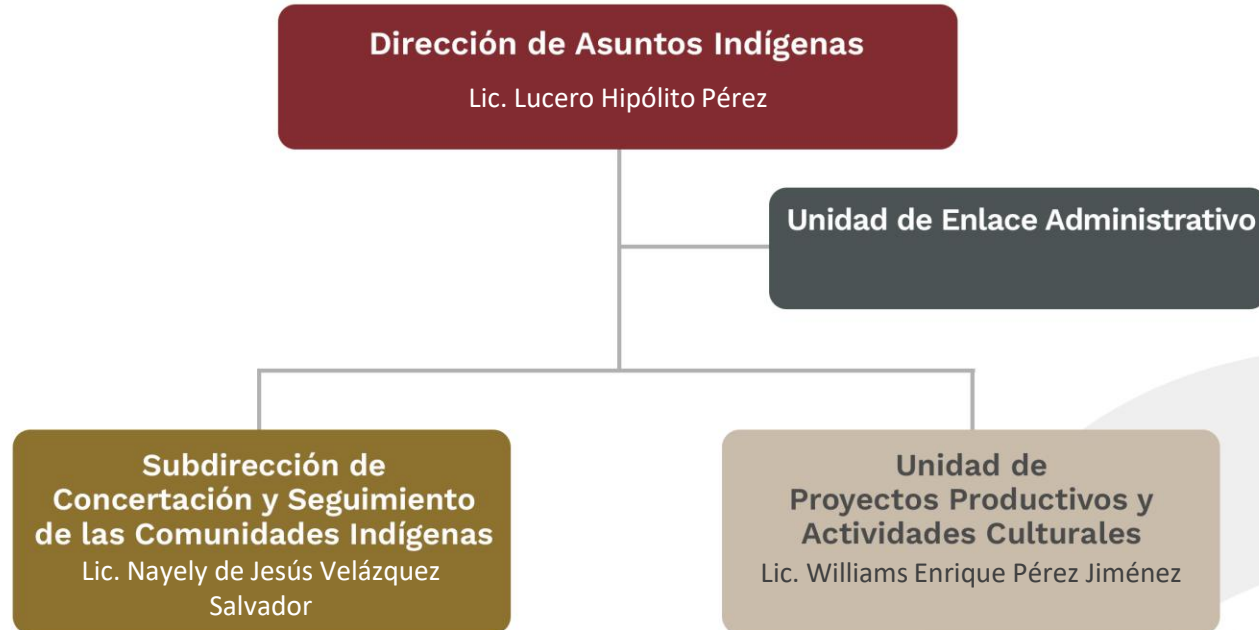 Dirección de Asuntos Indígenas
Lic. Lucero Hipólito Pérez
Unidad de Enlace Administrativo
Subdirección de
Concertación y Seguimiento
de las Comunidades Indígenas
Lic. Nayely de Jesús Velázquez
Salvador
Unidad de
Proyectos Productivos y
Actividades Culturales
Lic. Williams Enrique Pérez Jiménez